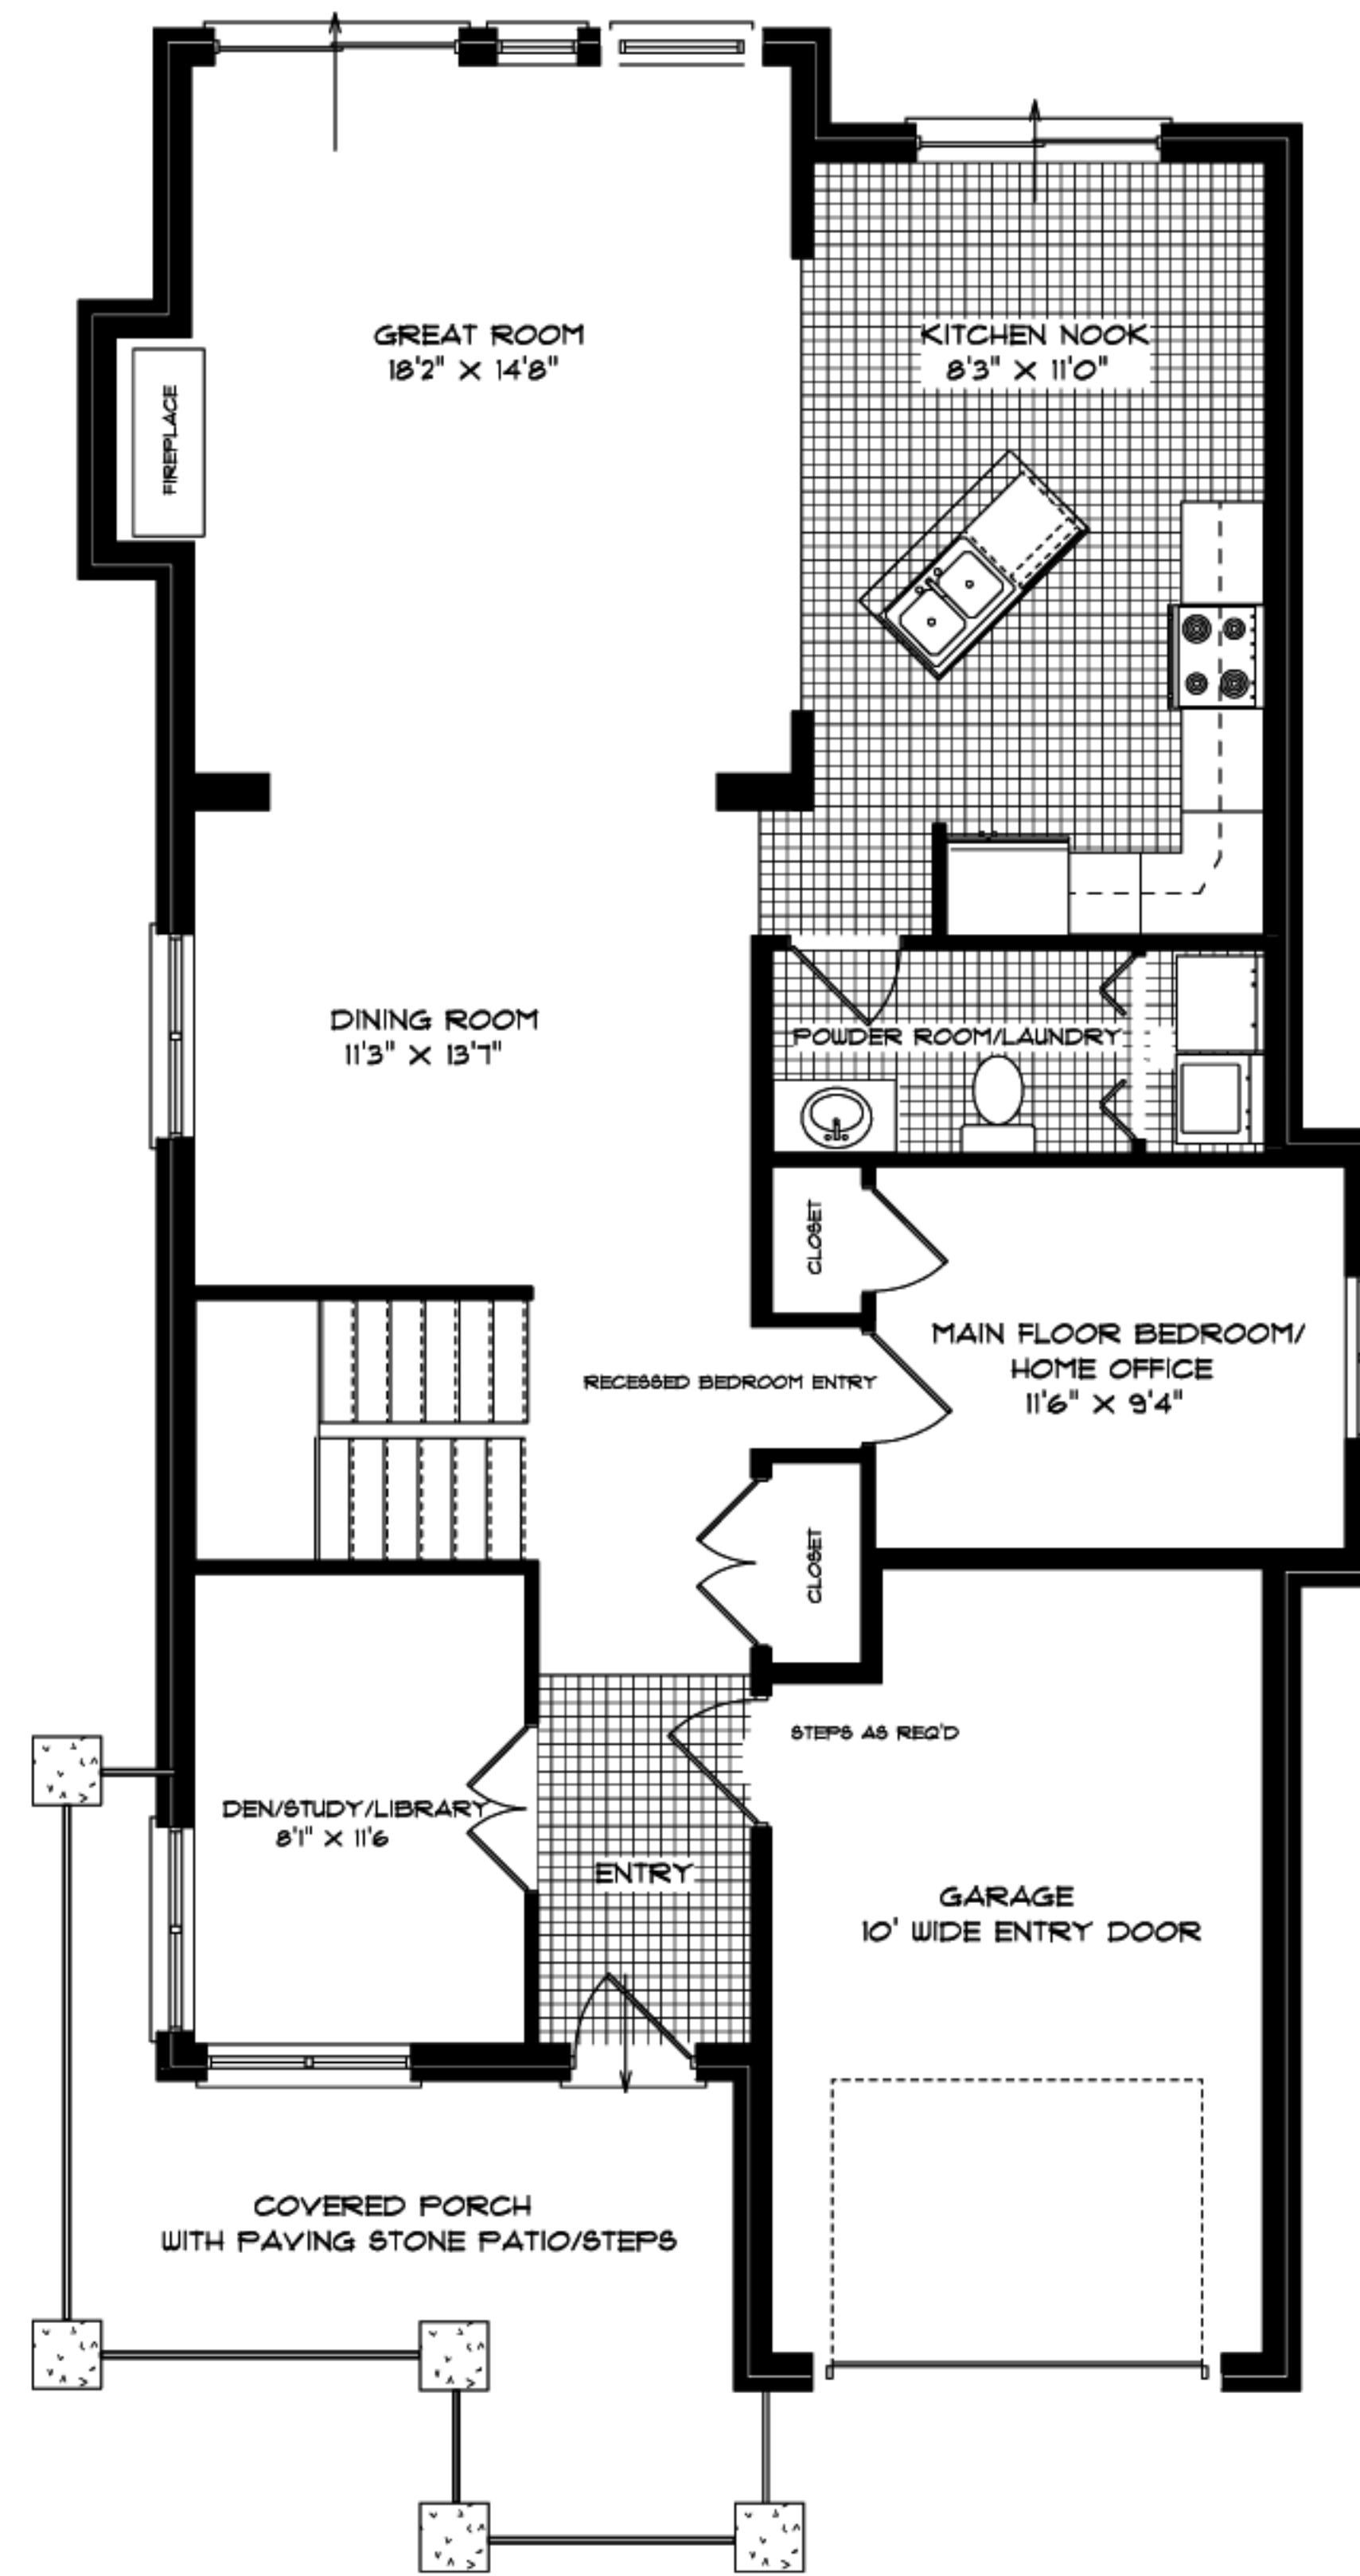 GREAT ROOM
18'2" X 14'8"
KITCHEN NOOK
8'3" X 11'0"
FIREPLACE
DINING ROOM
11'3" X 13'7"
POWDER ROOM/LAUNDRY
CLOSET
MAIN FLOOR BEDROOM/
HOME OFFICE
11'6" X 9'4"
RECESSED BEDROOM ENTRY
CLOSET
STEPS AS REQ'D
DEN/STUDY/LIBRARY
8'1" X 11'6
ENTRY
GARAGE
10' WIDE ENTRY DOOR
COVERED PORCH
WITH PAVING STONE PATIO/STEPS